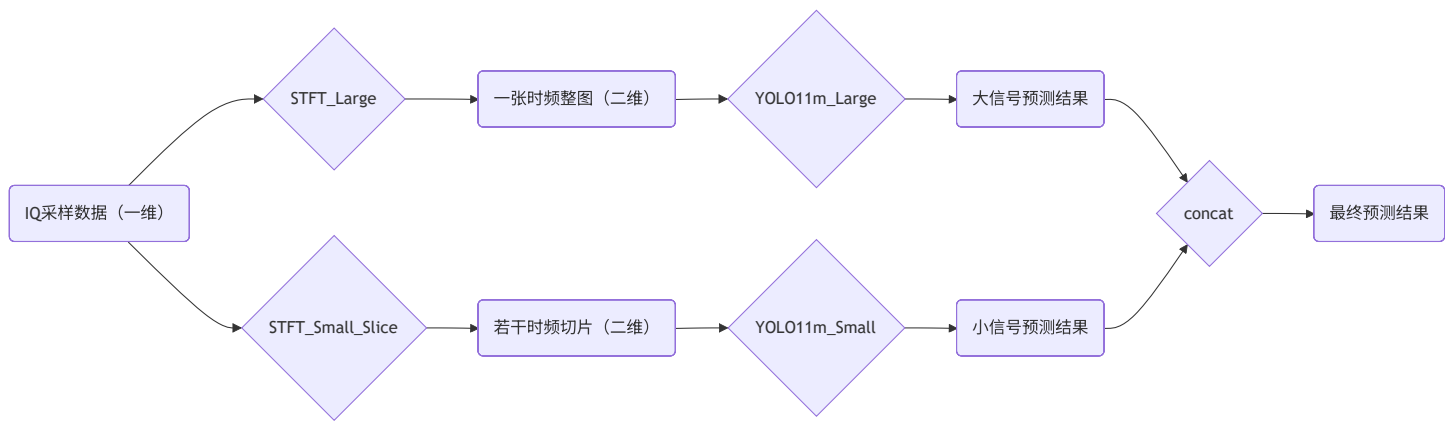 IQ采样数据（一维）
STFT_Large
一张时频整图（二维）
YOLO11m_Large
大信号预测结果
STFT_Small_Slice
若干时频切片（二维）
YOLO11m_Small
小信号预测结果
concat
最终预测结果